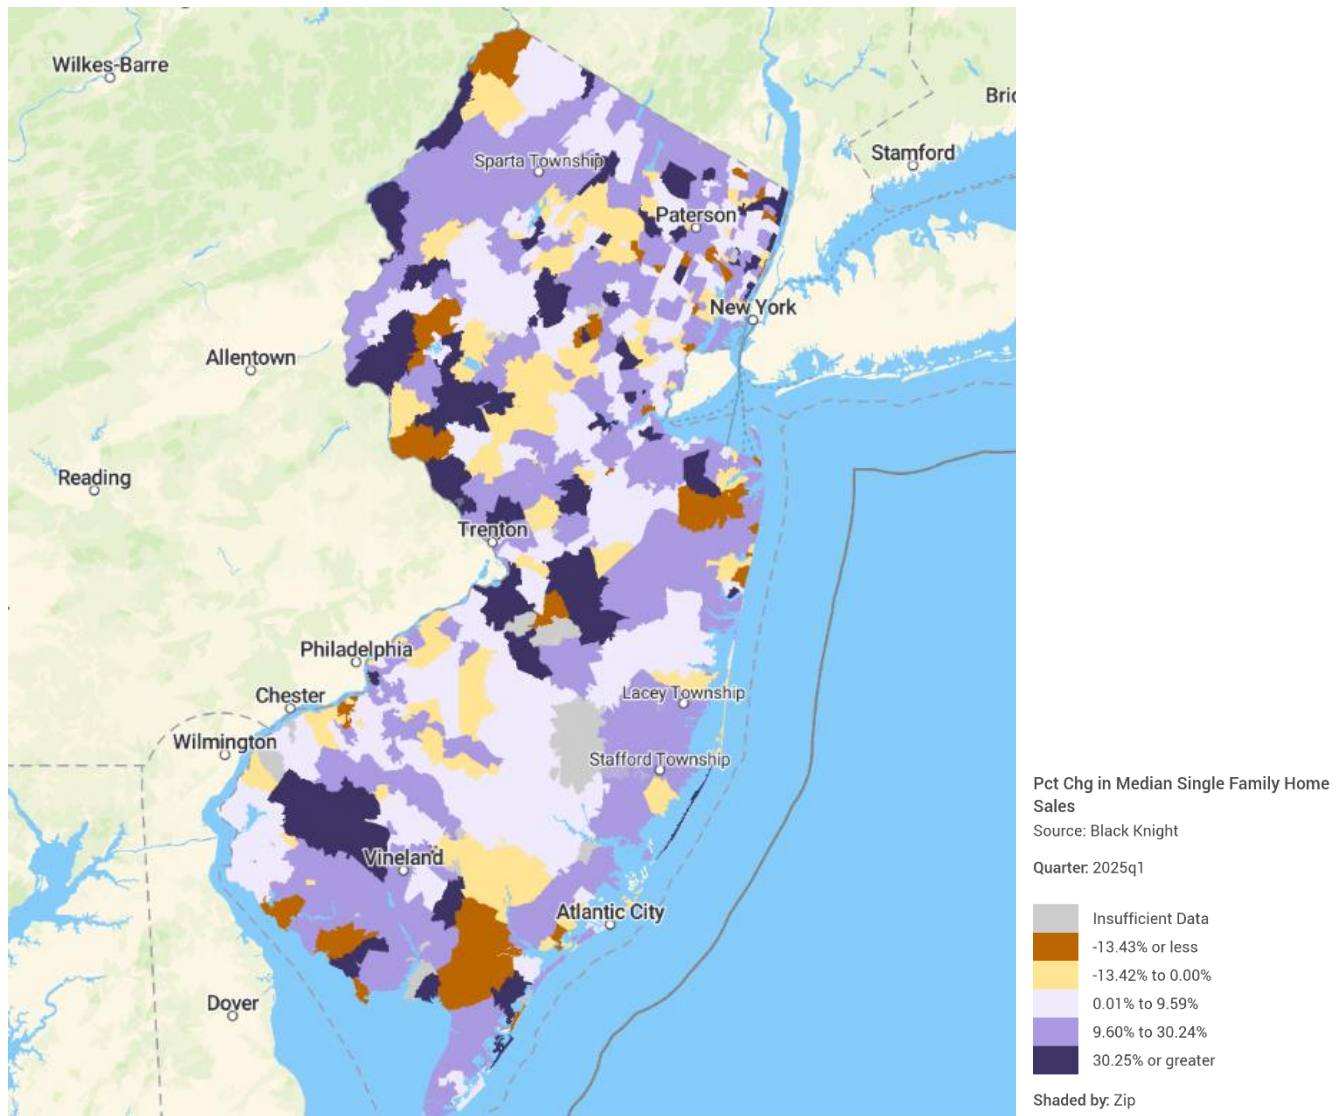 Wilkes-Barre
Bric
Stamford
Sparta Township
Paterson
New York
Allentown
Reading
Trenton
Philadelphia
Chester
Lacey Township
Wilmington
Stafford Township
Vineland
Atlantic City
Dover
Pct Chg in Median Single Family Home
Sales
Source: Black Knight
Quarter: 2025q1
Insufficient Data
-13.43% or less
-13.42% to 0.00%
0.01% to 9.59%
9.60% to 30.24%
30.25% or greater
Shaded by: Zip